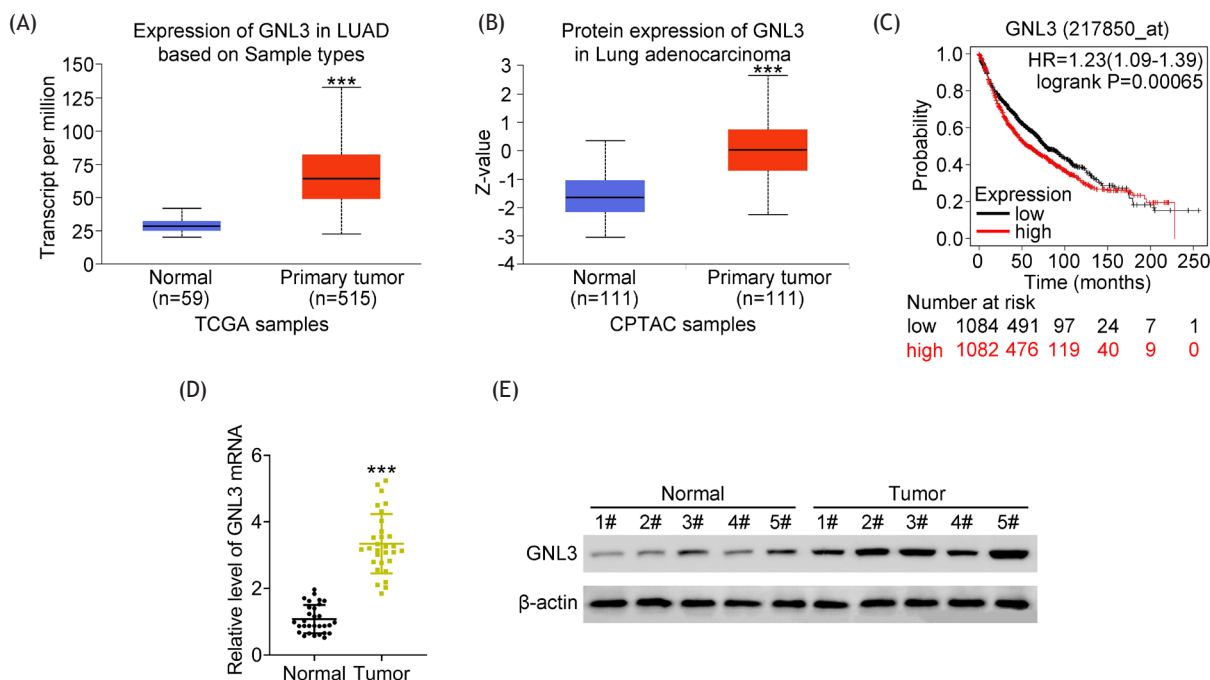 (A)
Expression of GNL3 in LUAD
based on Sample types
Transcript per million
150
125
100
75
50
25
0
***
Normal
(n=59)
Primary tumor
(n=515)
TCGA samples
(B)
Protein expression of GNL3
in Lung adenocarcinoma
Z-value
3
2
1
0
-1
-2
-3
-4
***
Normal
(n=111)
Primary tumor
(n=111)
CPTAC samples
(C)
GNL3 (217850_at)
HR=1.23(1.09-1.39)
logrank P=0.00065
Probability
1.0
0.8
0.6
0.4
0.2
0.0
Expression
low
high
0 50 100 150 200 250
Time (months)
Number at risk
low 1084 491 97 24 7 1
high 1082 476 119 40 9 0
(D)
Relative level of GNL3 mRNA
6
4
2
0
***
Normal Tumor
(E)
Normal Tumor
1# 2# 3# 4# 5# 1# 2# 3# 4# 5#
GNL3
β-actin